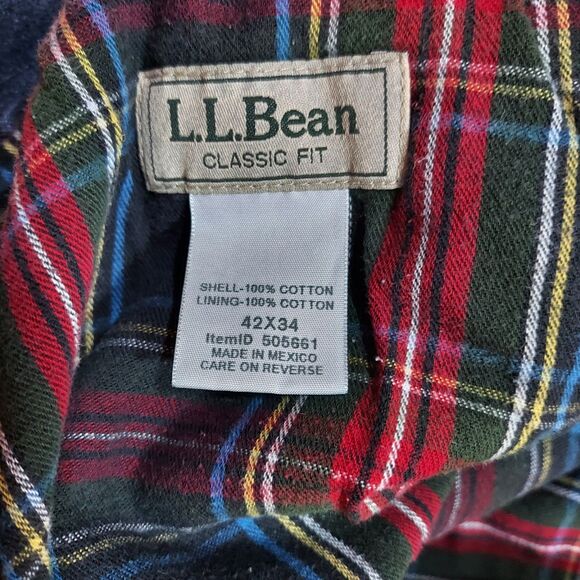 L.L.Bean
CLASSIC FIT
SHELL-100% COTTON
LINING-100% COTTON
42X34
ItemID 505661
MADE IN MEXICO
CARE ON REVERSE